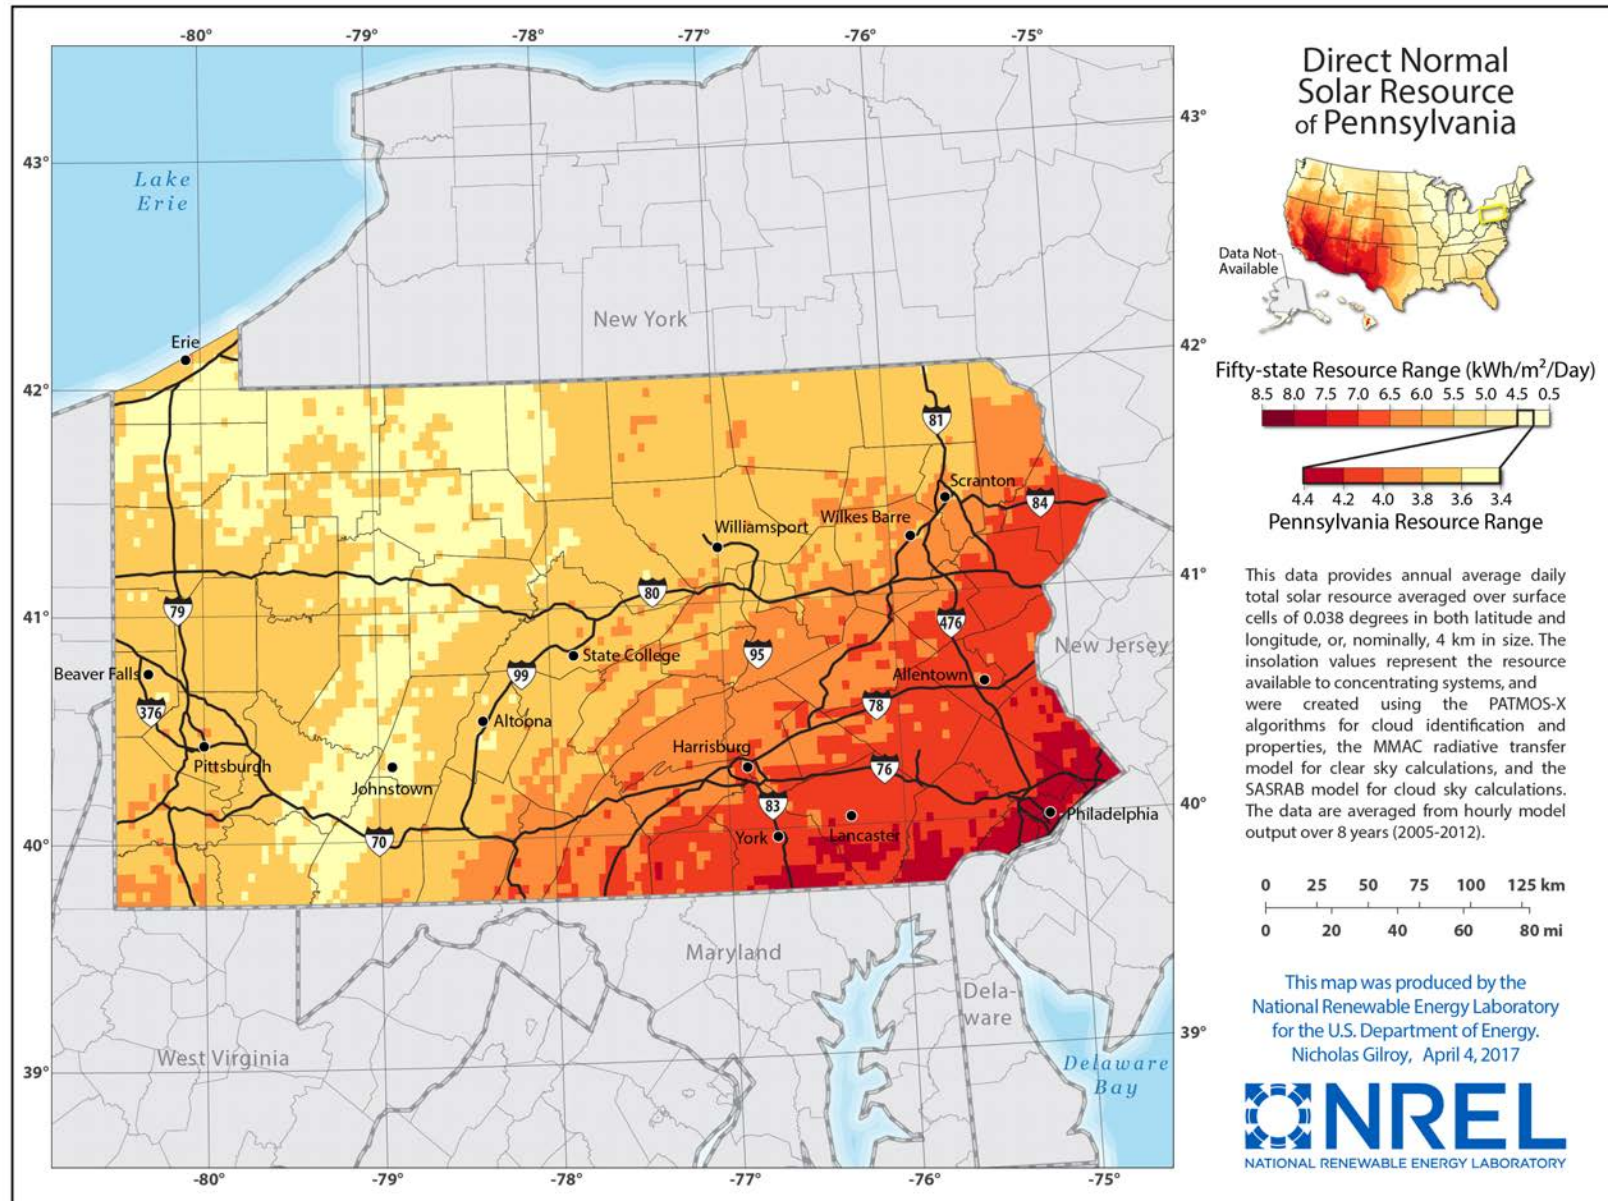 -80°
-79°
-78°
-77°
-76°
-75°
43°
43°
Lake
Erie
New York
Erie
42°
42°
81
Scranton
84
Williamsport
Wilkes Barre
41°
41°
79
80
476
New Jersey
State College
95
Beaver Falls
99
Allentown
376
Altoona
78
Pittsburgh
Harrisburg
76
Johnstown
83
Philadelphia
40°
40°
70
York
Lancaster
Maryland
Dela-
ware
West Virginia
39°
39°
Delaware
Bay
-80°
-79°
-78°
-77°
-76°
-75°
Direct Normal
Solar Resource
of Pennsylvania
Data Not
Available
Fifty-state Resource Range (kWh/m²/Day)
8.5 8.0 7.5 7.0 6.5 6.0 5.5 5.0 4.5 0.5
4.4 4.2 4.0 3.8 3.6 3.4
Pennsylvania Resource Range
This data provides annual average daily
total solar resource averaged over surface
cells of 0.038 degrees in both latitude and
longitude, or, nominally, 4 km in size. The
insolation values represent the resource
available to concentrating systems, and
were created using the PATMOS-X
algorithms for cloud identification and
properties, the MMAC radiative transfer
model for clear sky calculations, and the
SASRAB model for cloud sky calculations.
The data are averaged from hourly model
output over 8 years (2005-2012).
0 25 50 75 100 125 km
0 20 40 60 80 mi
This map was produced by the
National Renewable Energy Laboratory
for the U.S. Department of Energy.
Nicholas Gilroy, April 4, 2017
NREL
NATIONAL RENEWABLE ENERGY LABORATORY